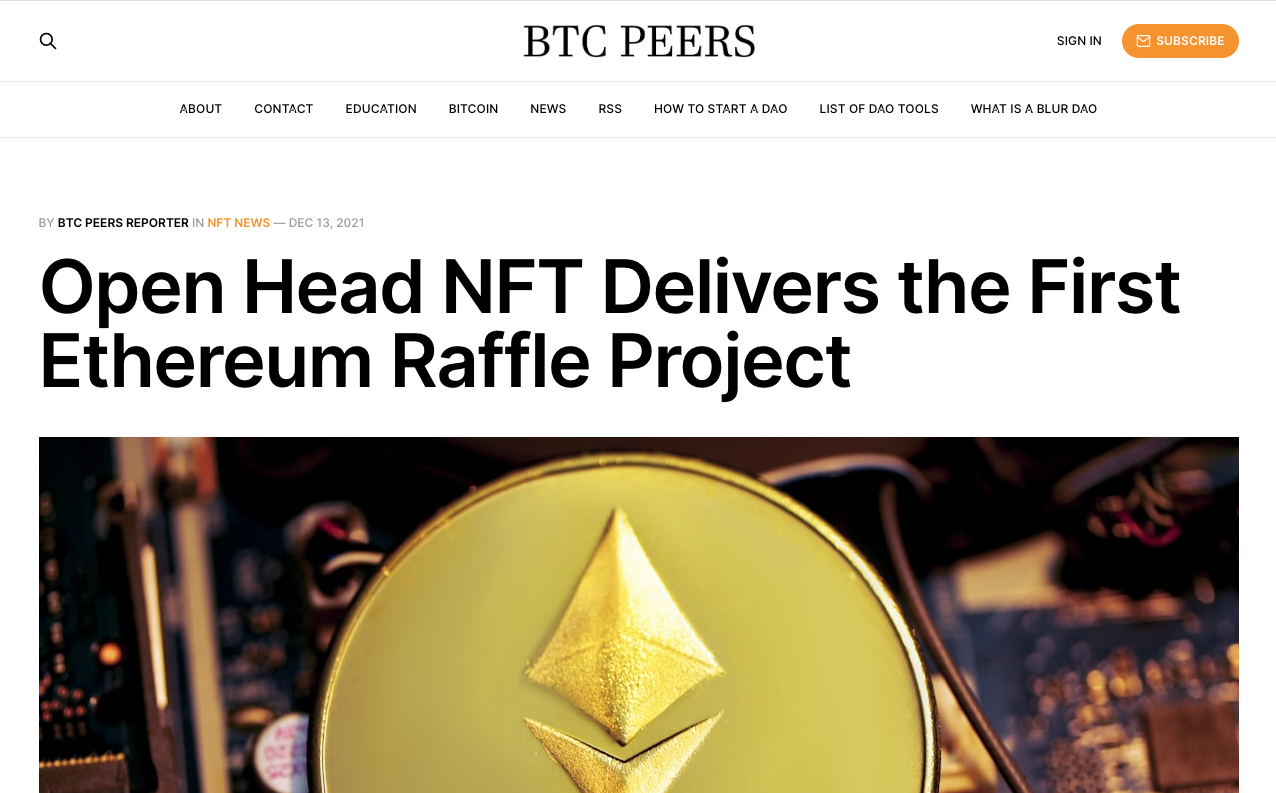 BTC PEERS
SIGN IN
SUBSCRIBE
ABOUT CONTACT EDUCATION BITCOIN NEWS RSS HOW TO START A DAO LIST OF DAO TOOLS WHAT IS A BLUR DAO
BY BTC PEERS REPORTER IN NFT NEWS — DEC 13, 2021
Open Head NFT Delivers the First
Ethereum Raffle Project